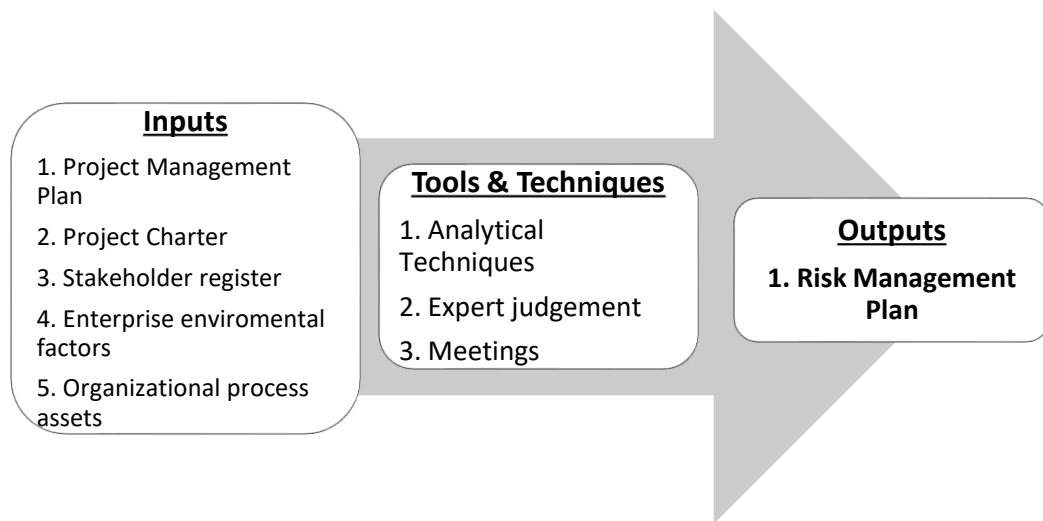 Inputs
1. Project Management
Plan
2. Project Charter
3. Stakeholder register
4. Enterprise enviromental
factors
5. Organizational process
assets
Tools & Techniques
1. Analytical
Techniques
2. Expert judgement
3. Meetings
Outputs
1. Risk Management
Plan